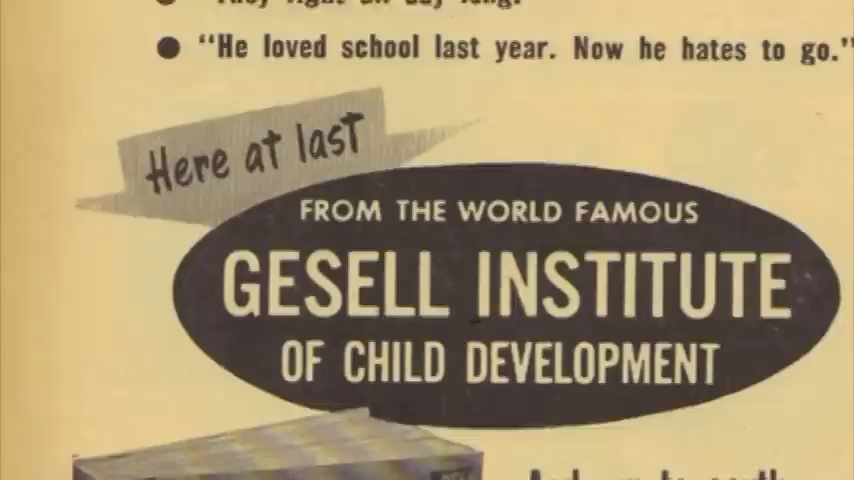 ● "He loved school last year. Now he hates to go."
Here at last
FROM THE WORLD FAMOUS
GESELL INSTITUTE
OF CHILD DEVELOPMENT